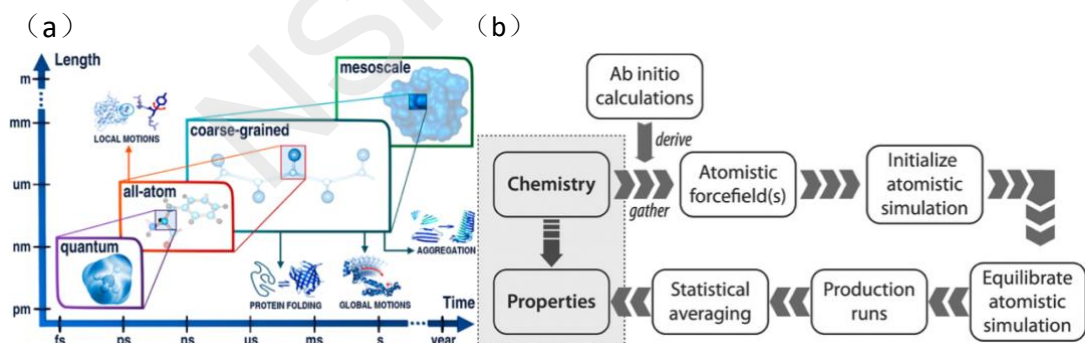 （a）
Length
m
mm
um
nm
pm
fs
ps
ns
us
ms
s
year
Time
mesoscale
coarse-grained
all-atom
quantum
LOCAL MOTIONS
PROTEIN FOLDING
GLOBAL MOTIONS
AGGREGATION
（b）
Ab initio
calculations
derive
Chemistry
gather
Atomistic
forcefield(s)
Initialize
atomistic
simulation
Properties
Statistical
averaging
Production
runs
Equilibrate
atomistic
simulation